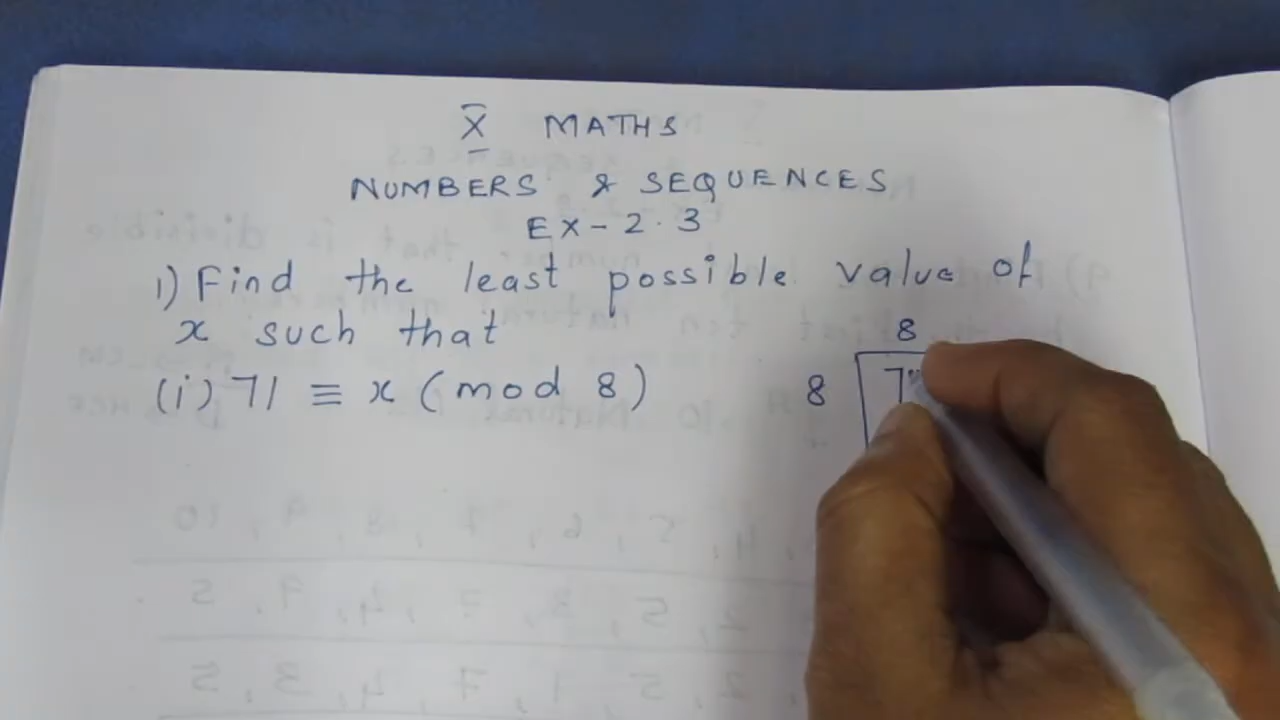 X MATHS
NUMBERS & SEQUENCES
EX-2.3
1) Find the least possible value of
x such that
(i) 71 ≡ x (mod 8)
8
8 7